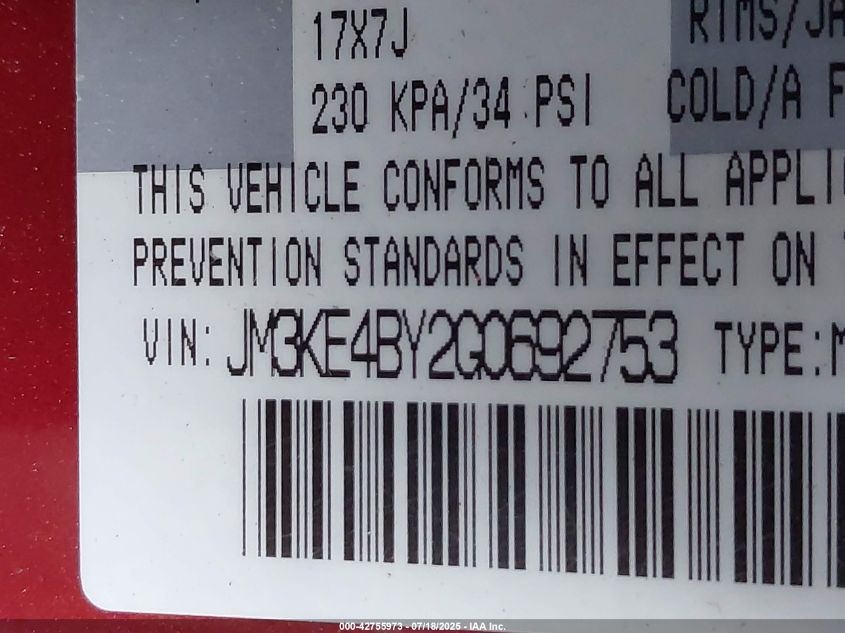 17X7J
RIMS/JA
230 KPA/34 PSI
COLD/A F
THIS VEHICLE CONFORMS TO ALL APPLI
PREVENTION STANDARDS IN EFFECT ON
VIN: JM3KE4BY2G0692753 TYPE:M
000-42755973 - 07/18/2025 - IAA Inc.